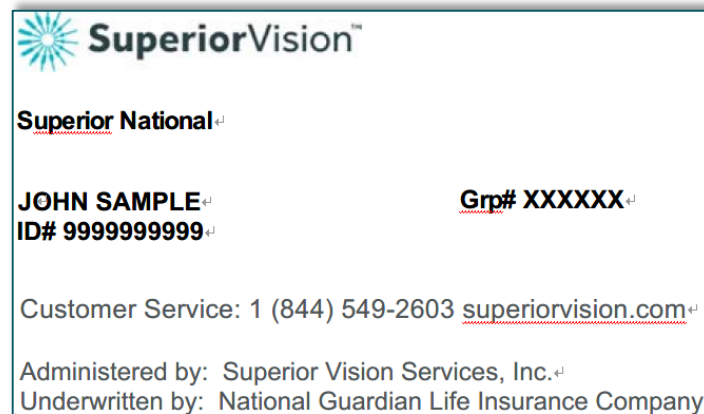 SuperiorVision™
Superior National
JOHN SAMPLE Grp# XXXXXX
ID# 9999999999
Customer Service: 1 (844) 549-2603 superiorvision.com
Administered by: Superior Vision Services, Inc.
Underwritten by: National Guardian Life Insurance Company